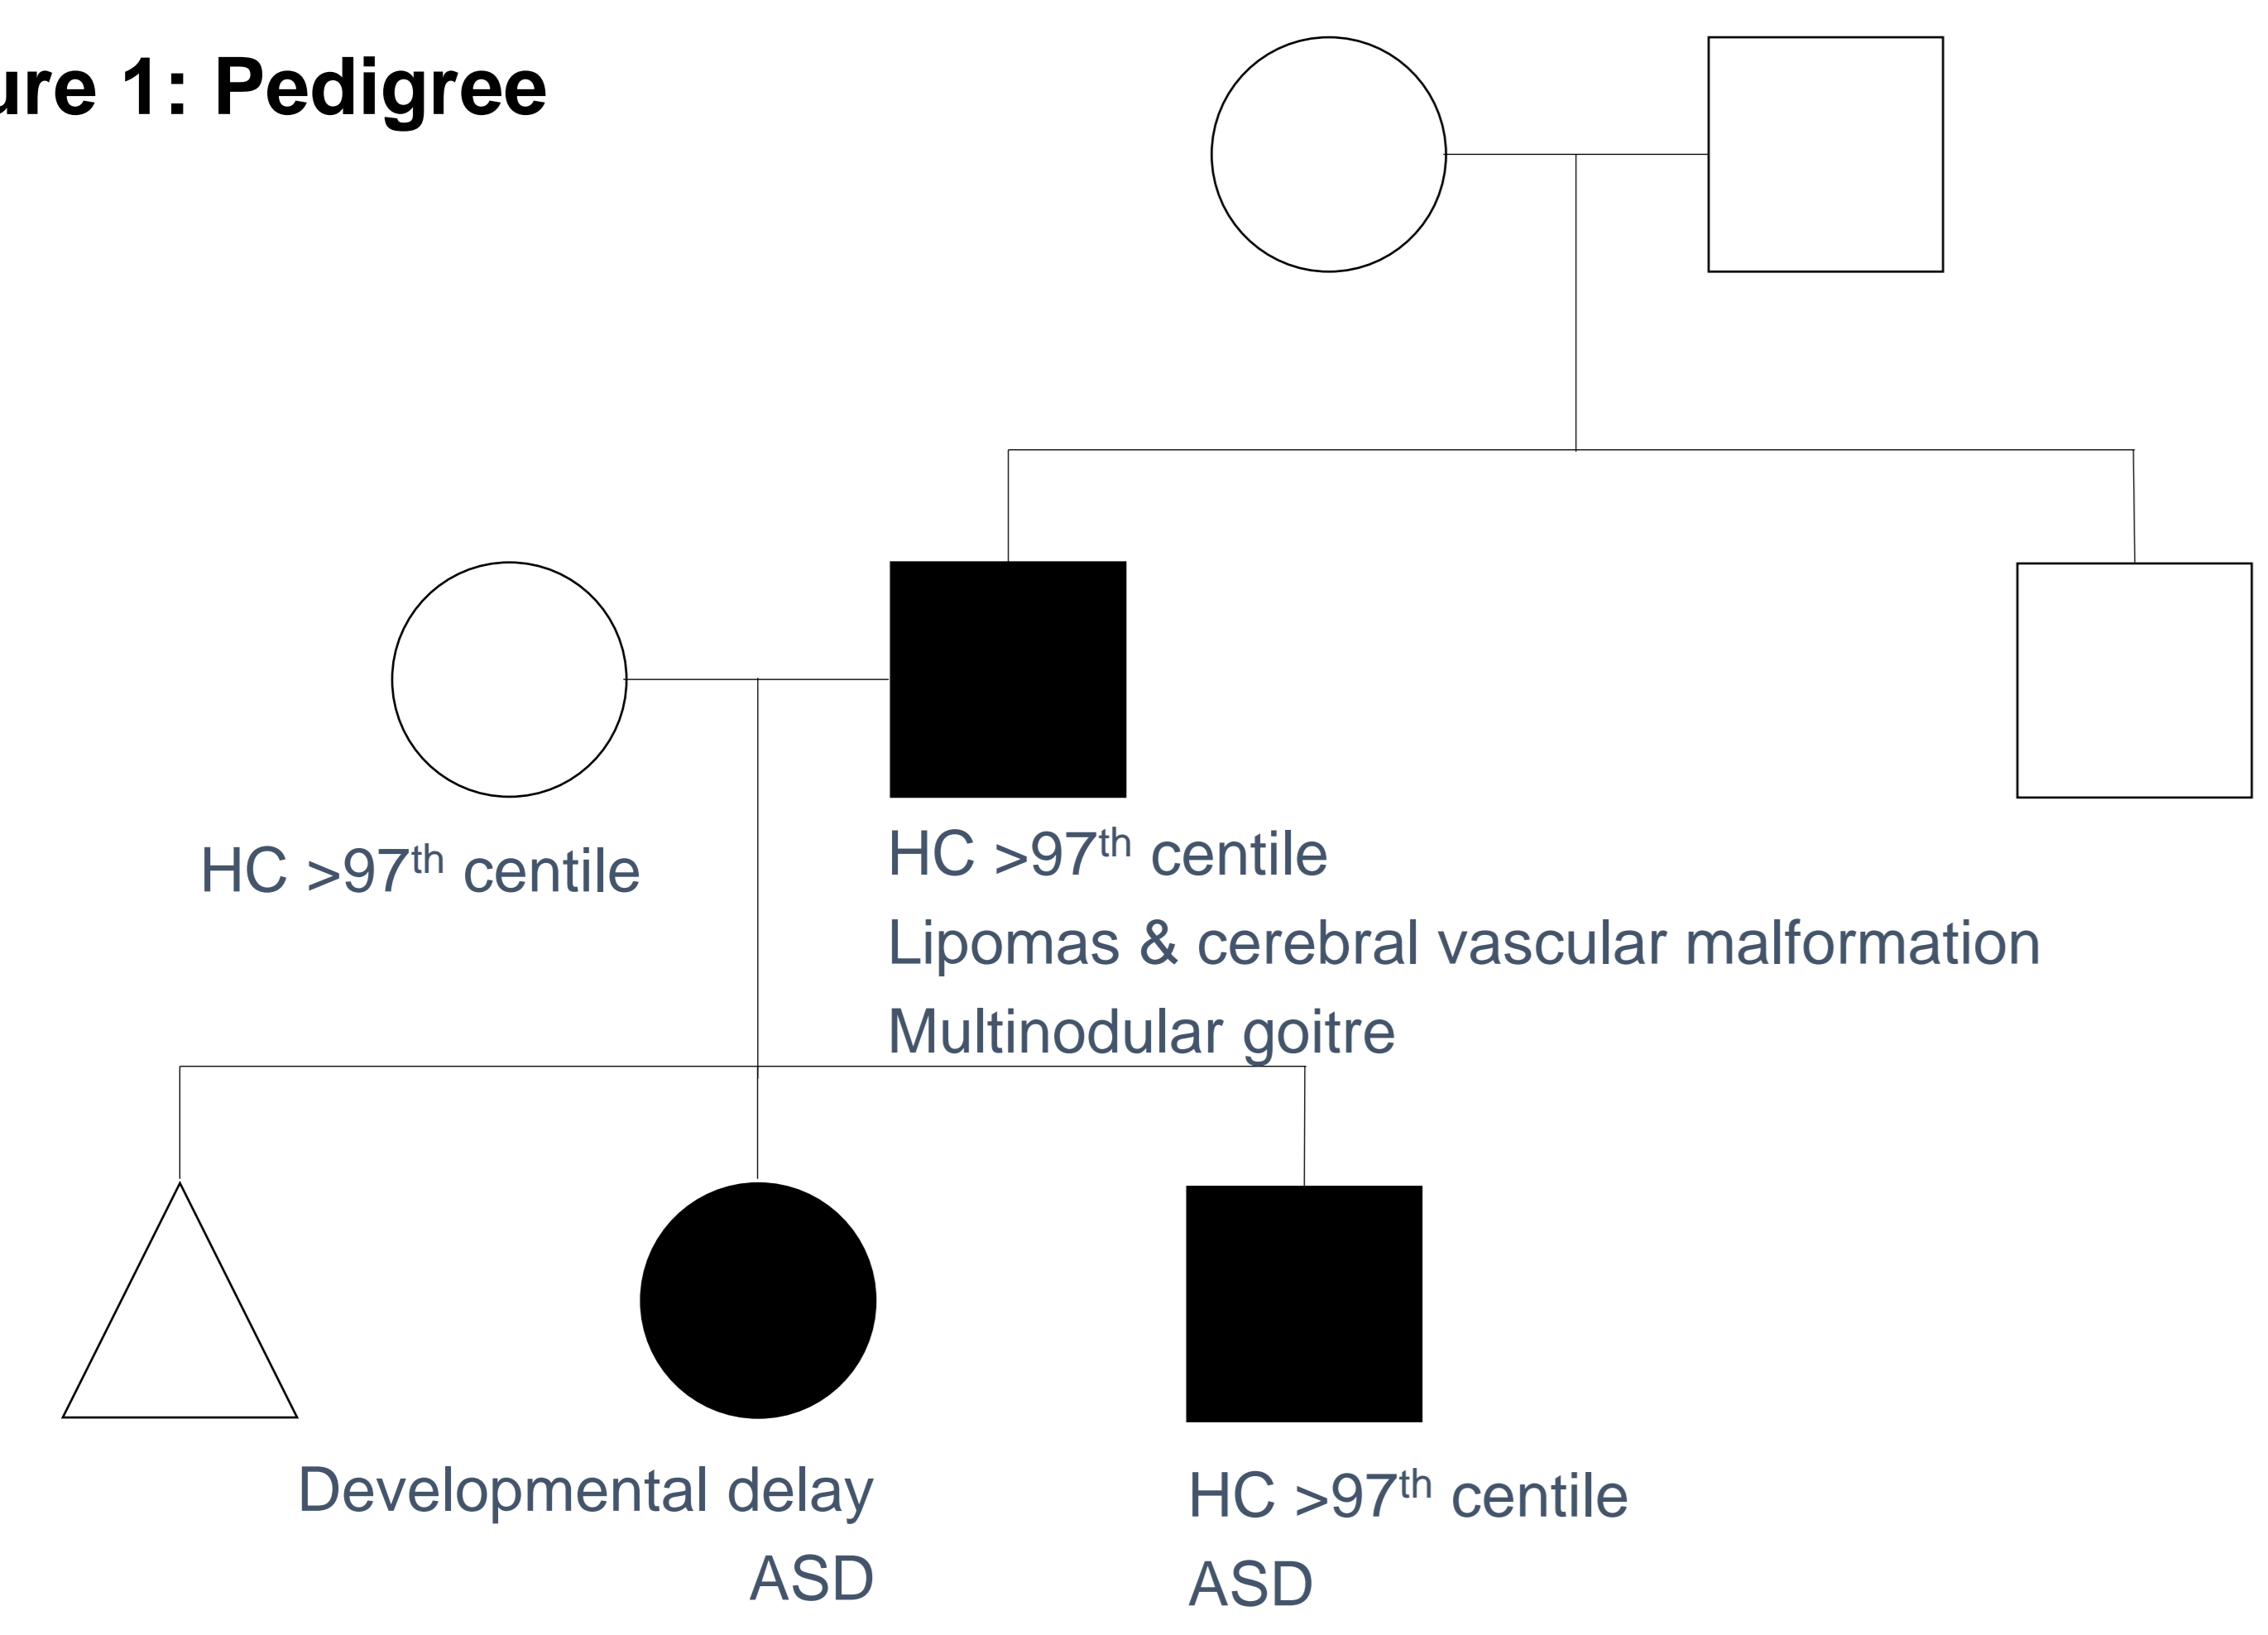 ure 1: Pedigree
HC >97th centile
HC >97th centile
Lipomas & cerebral vascular malformation
Multinodular goitre
Developmental delay
ASD
HC >97th centile
ASD